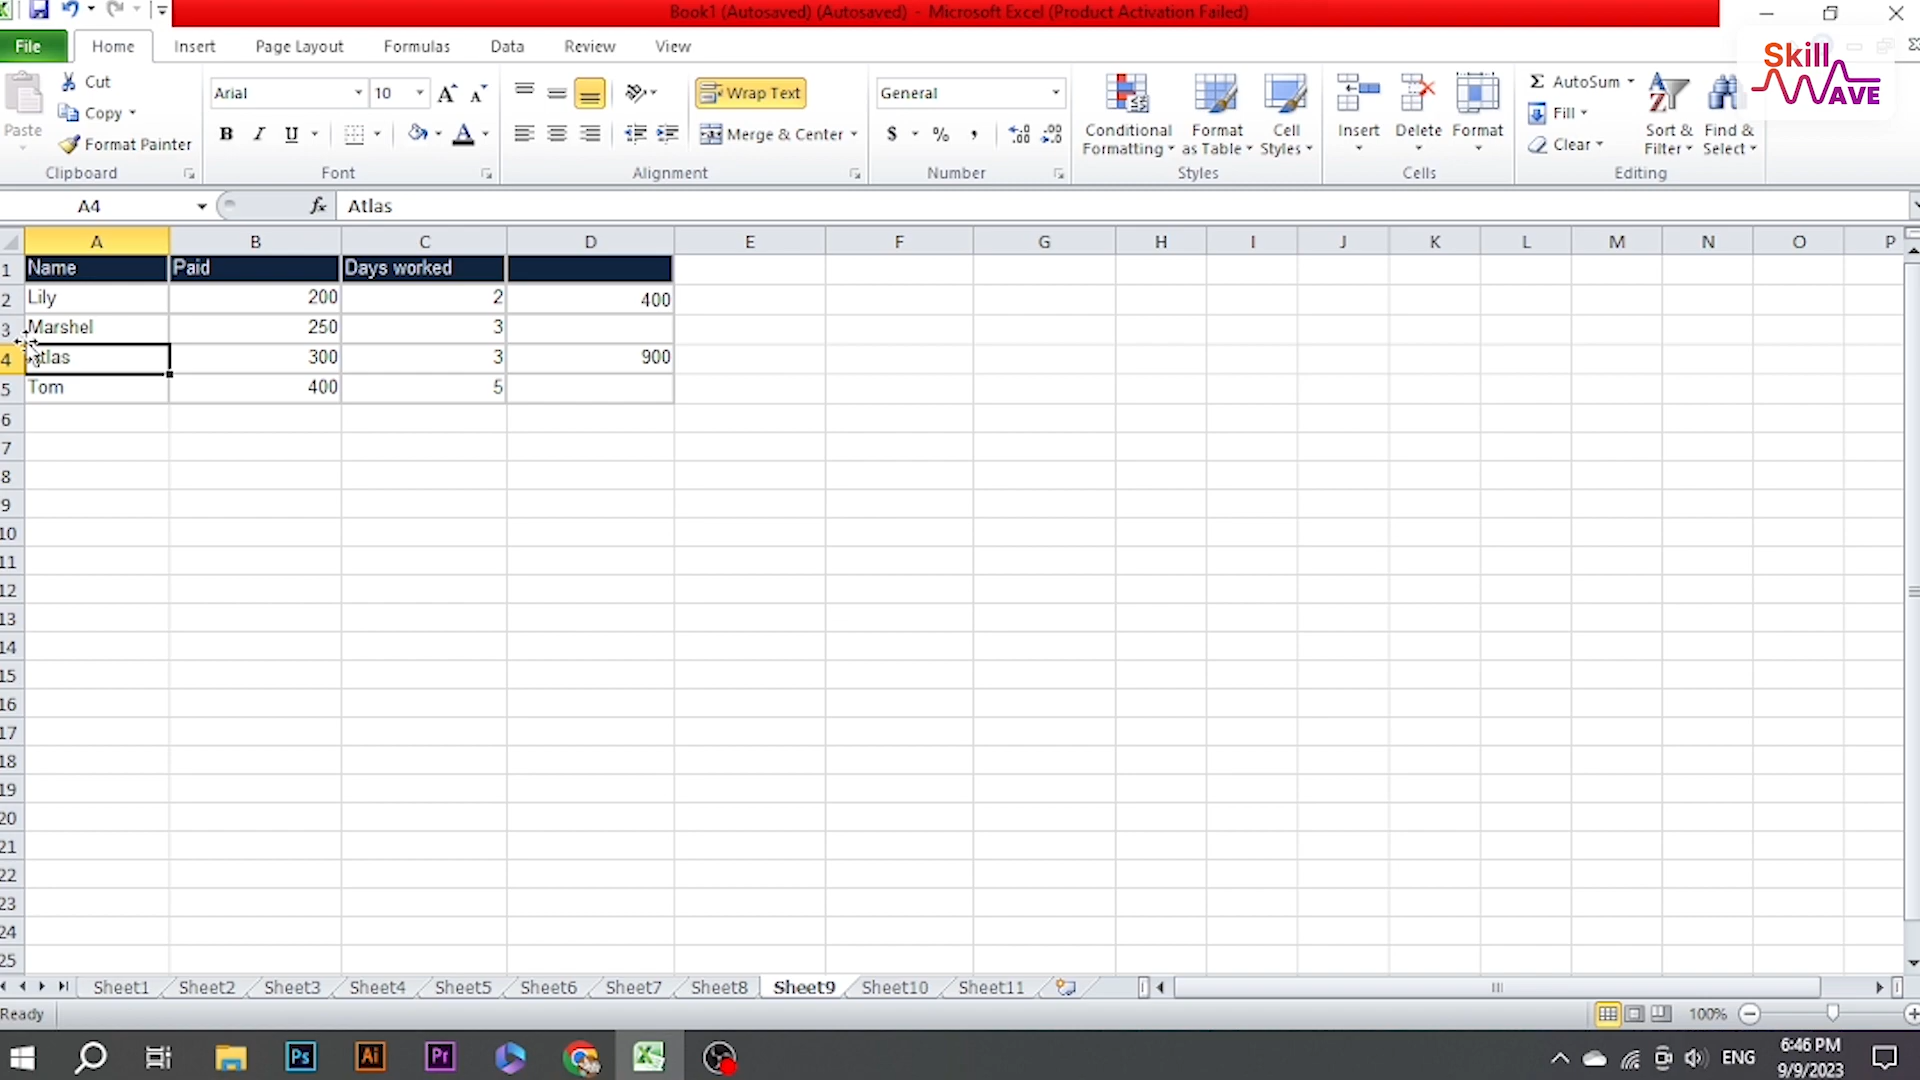 Book1 (Autosaved) (Autosaved) - Microsoft Excel (Product Activation Failed)
File Home Insert Page Layout Formulas Data Review View
Skill
WAVE
Cut
Copy
Format Painter
Paste
Clipboard
Arial 10
B I U A
Font
Wrap Text
Merge & Center
Alignment
General
$ % ,
Number
Conditional Formatting
Format as Table
Cell Styles
Styles
Insert Delete Format
Cells
AutoSum
Fill
Clear
Sort & Filter
Find & Select
Editing
A4 fx Atlas
A B C D E F G H I J K L M N O P
1 Name Paid Days worked
2 Lily 200 2 400
3 Marshel 250 3
4 Atlas 300 3 900
5 Tom 400 5
6
7
8
9
10
11
12
13
14
15
16
17
18
19
20
21
22
23
24
25
Sheet1 Sheet2 Sheet3 Sheet4 Sheet5 Sheet6 Sheet7 Sheet8 Sheet9 Sheet10 Sheet11
Ready 100%
Ps Ai Pr ENG
6:46 PM
9/9/2023